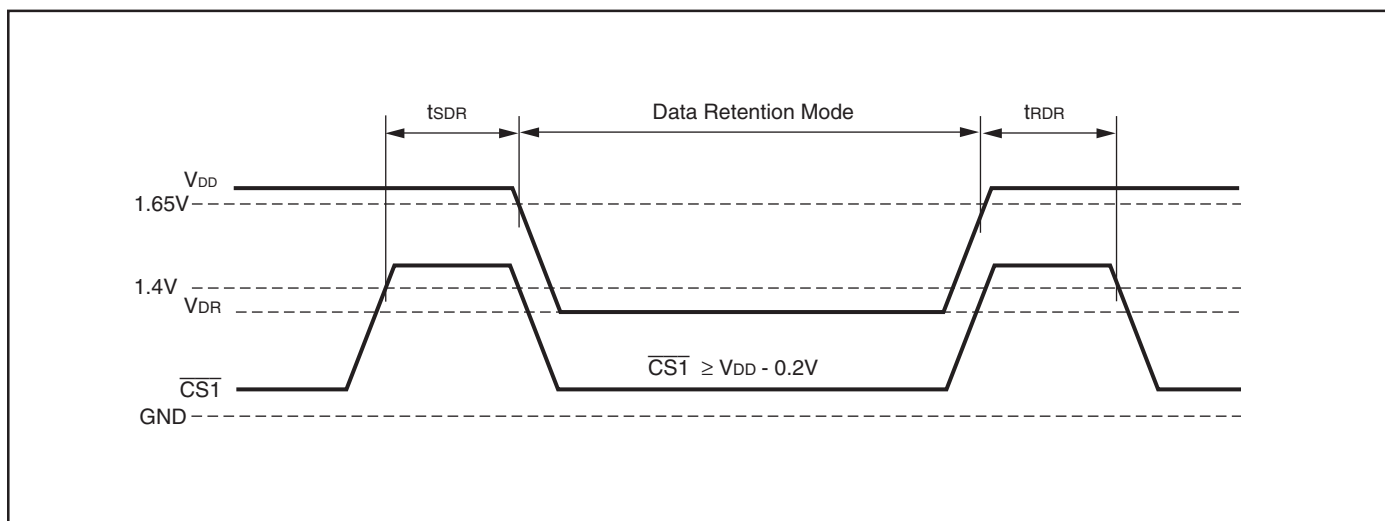 tSDR Data Retention Mode tRDR
VDD
1.65V
1.4V
VDR
CS1 ≥ VDD - 0.2V
CS1
GND